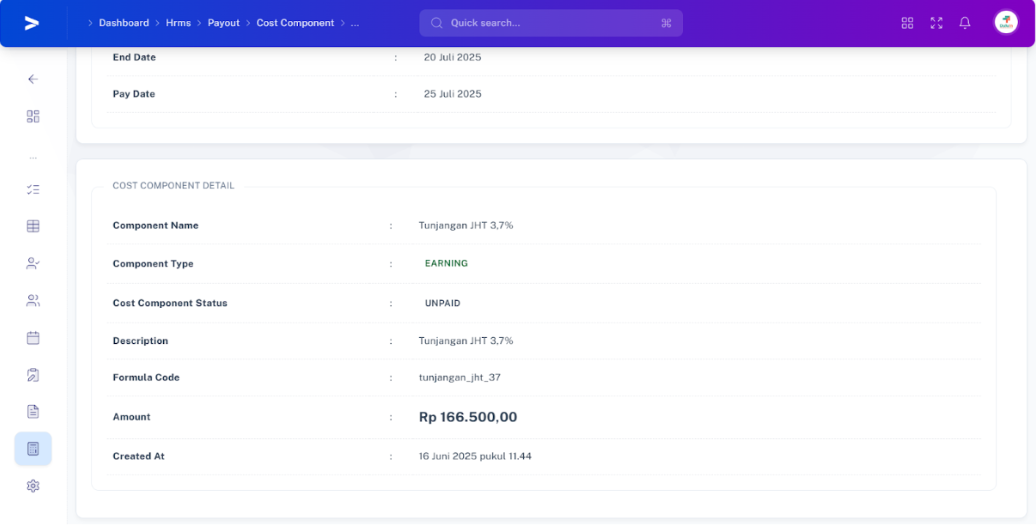 Dashboard > Hrms > Payout > Cost Component > ...
Quick search...
⌘
End Date : 20 Juli 2025
Pay Date : 25 Juli 2025
...
COST COMPONENT DETAIL
Component Name : Tunjangan JHT 3,7%
Component Type : EARNING
Cost Component Status : UNPAID
Description : Tunjangan JHT 3,7%
Formula Code : tunjangan_jht_37
Amount : Rp 166.500,00
Created At : 16 Juni 2025 pukul 11.44